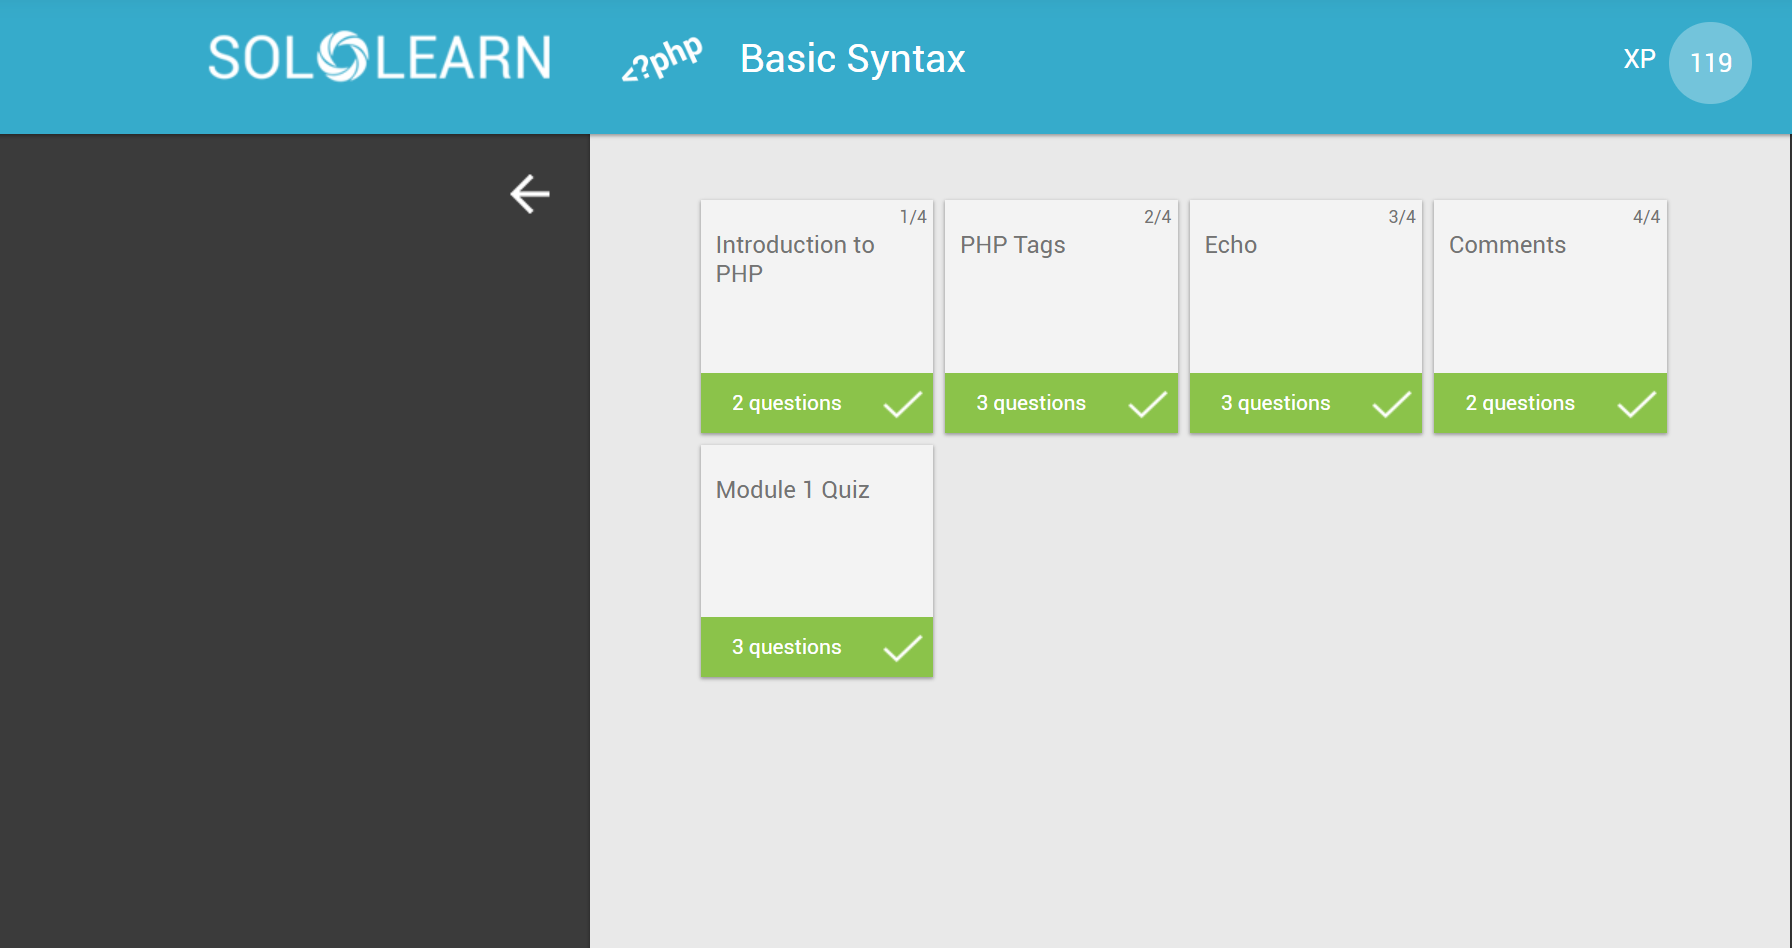 SOLOLEARN
<?php
Basic Syntax
XP 119
1/4
Introduction to
PHP
2 questions
2/4
PHP Tags
3 questions
3/4
Echo
3 questions
4/4
Comments
2 questions
Module 1 Quiz
3 questions